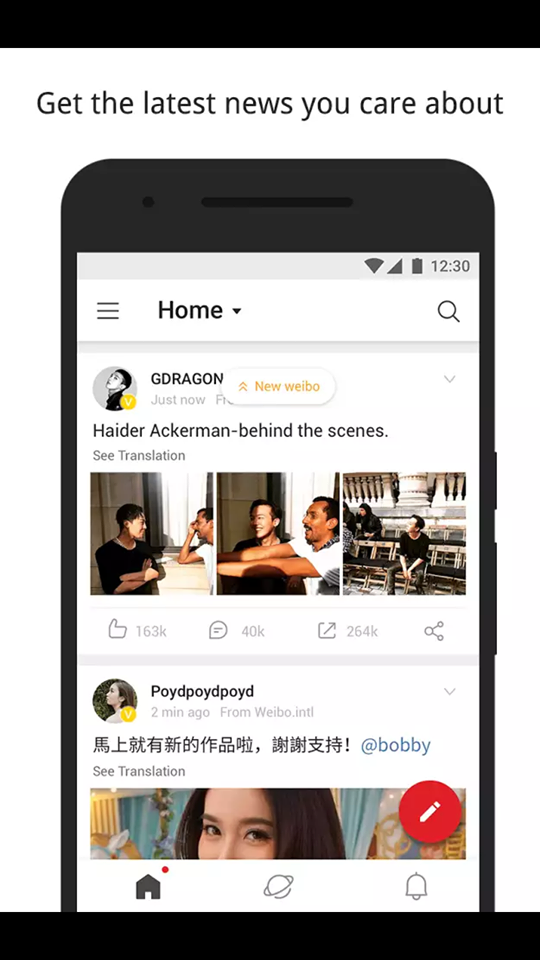 Get the latest news you care about
12:30
Home
GDRAGON
New weibo
Just now
Haider Ackerman-behind the scenes.
See Translation
163k 40k 264k
Poydpoydpoyd
2 min ago From Weibo.intl
馬上就有新的作品啦，謝謝支持！@bobby
See Translation